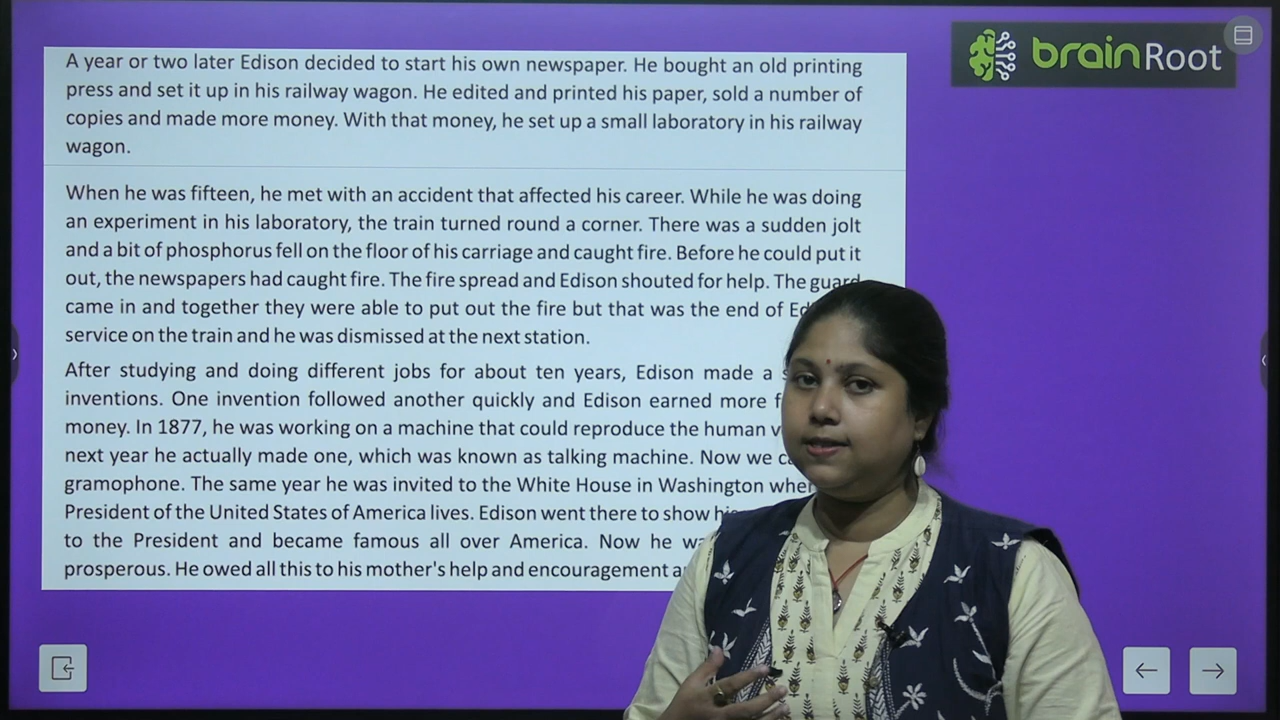 brainRoot
A year or two later Edison decided to start his own newspaper. He bought an old printing
press and set it up in his railway wagon. He edited and printed his paper, sold a number of
copies and made more money. With that money, he set up a small laboratory in his railway
wagon.
When he was fifteen, he met with an accident that affected his career. While he was doing
an experiment in his laboratory, the train turned round a corner. There was a sudden jolt
and a bit of phosphorus fell on the floor of his carriage and caught fire. Before he could put it
out, the newspapers had caught fire. The fire spread and Edison shouted for help. The guard
came in and together they were able to put out the fire but that was the end of
service on the train and he was dismissed at the next station.
After studying and doing different jobs for about ten years, Edison made a
inventions. One invention followed another quickly and Edison earned more
money. In 1877, he was working on a machine that could reproduce the human
next year he actually made one, which was known as talking machine. Now we
gramophone. The same year he was invited to the White House in Washington
President of the United States of America lives. Edison went there to show
to the President and became famous all over America. Now he
prosperous. He owed all this to his mother's help and encouragement